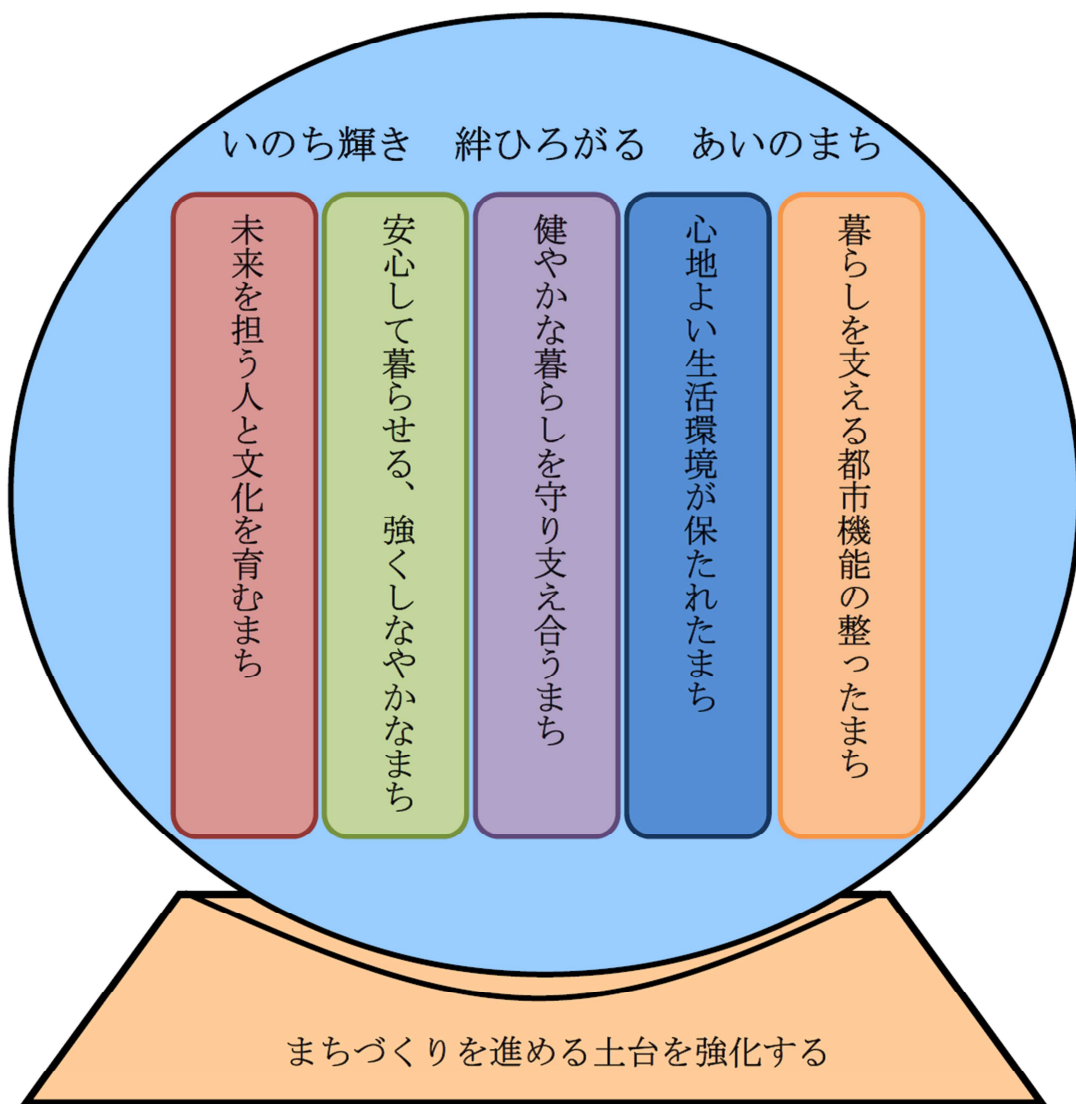 いのち輝き　絆ひろがる　あいのまち
未来を担う人と文化を育むまち
安心して暮らせる、強くしなやかなまち
健やかな暮らしを守り支え合うまち
心地よい生活環境が保たれたまち
暮らしを支える都市機能の整ったまち
まちづくりを進める土台を強化する